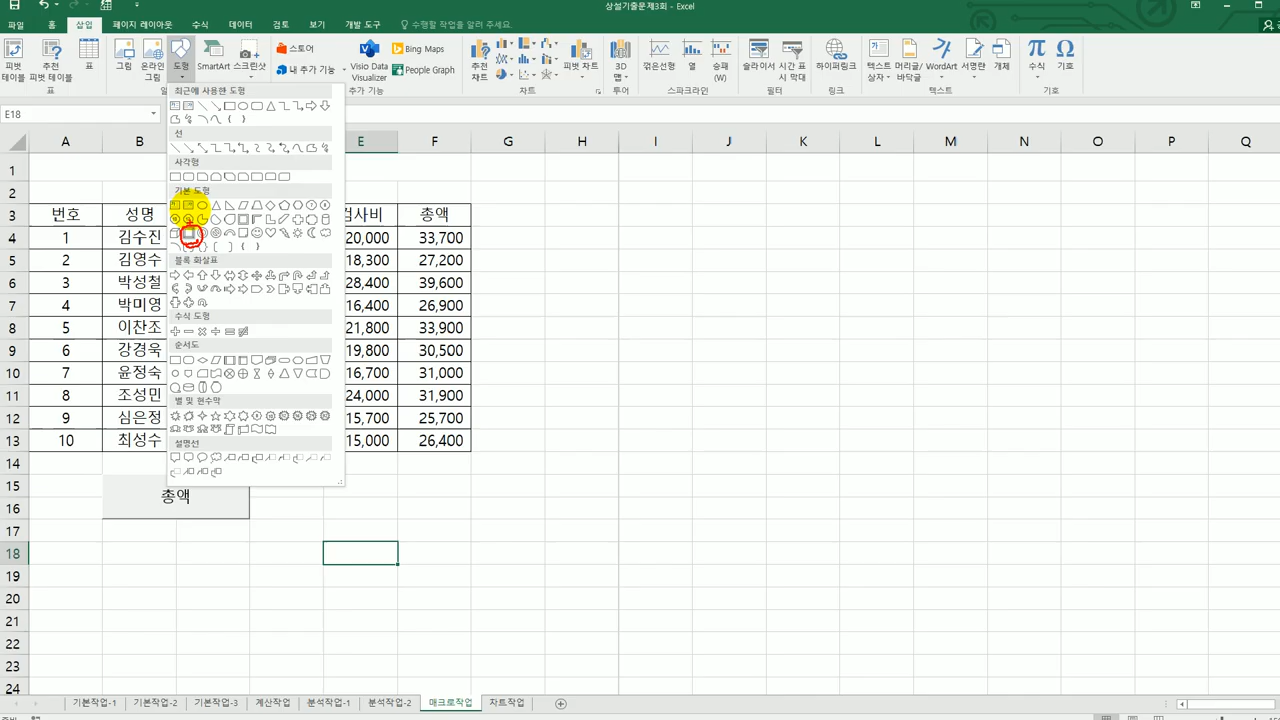 상설기출문제3회 - Excel
파일 홈 삽입 페이지 레이아웃 수식 데이터 검토 보기 개발 도구 수행할 작업을 알려 주세요.
피벗 테이블 추천 피벗 테이블 표 그림 온라인 그림 도형 SmartArt 스크린샷 스토어 내 추가 기능 Visio Data Visualizer Bing Maps People Graph 추천 차트 피벗 차트 3D 맵 꺾은선형 열 승패 슬라이서 시간 표시 막대 하이퍼링크 텍스트 상자 머리글/바닥글 WordArt 서명란 개체 수식 기호
표 추가 기능 차트 투어 스파크라인 필터 링크 텍스트 기호
E18
최근에 사용한 도형
선
사각형
기본 도형
블록 화살표
수식 도형
순서도
별 및 현수막
설명선
A B E F G H I J K L M N O P Q
1
2
3 번호 성명 검사비 총액
4 1 김수진 20,000 33,700
5 2 김영수 18,300 27,200
6 3 박성철 28,400 39,600
7 4 박미영 16,400 26,900
8 5 이찬조 21,800 33,900
9 6 강경욱 19,800 30,500
10 7 윤정숙 16,700 31,000
11 8 조성민 24,000 31,900
12 9 심은정 15,700 25,700
13 10 최성수 15,000 26,400
14
15
총액
16
17
18
19
20
21
22
23
24
기본작업-1 기본작업-2 기본작업-3 계산작업 분석작업-1 분석작업-2 매크로작업 차트작업